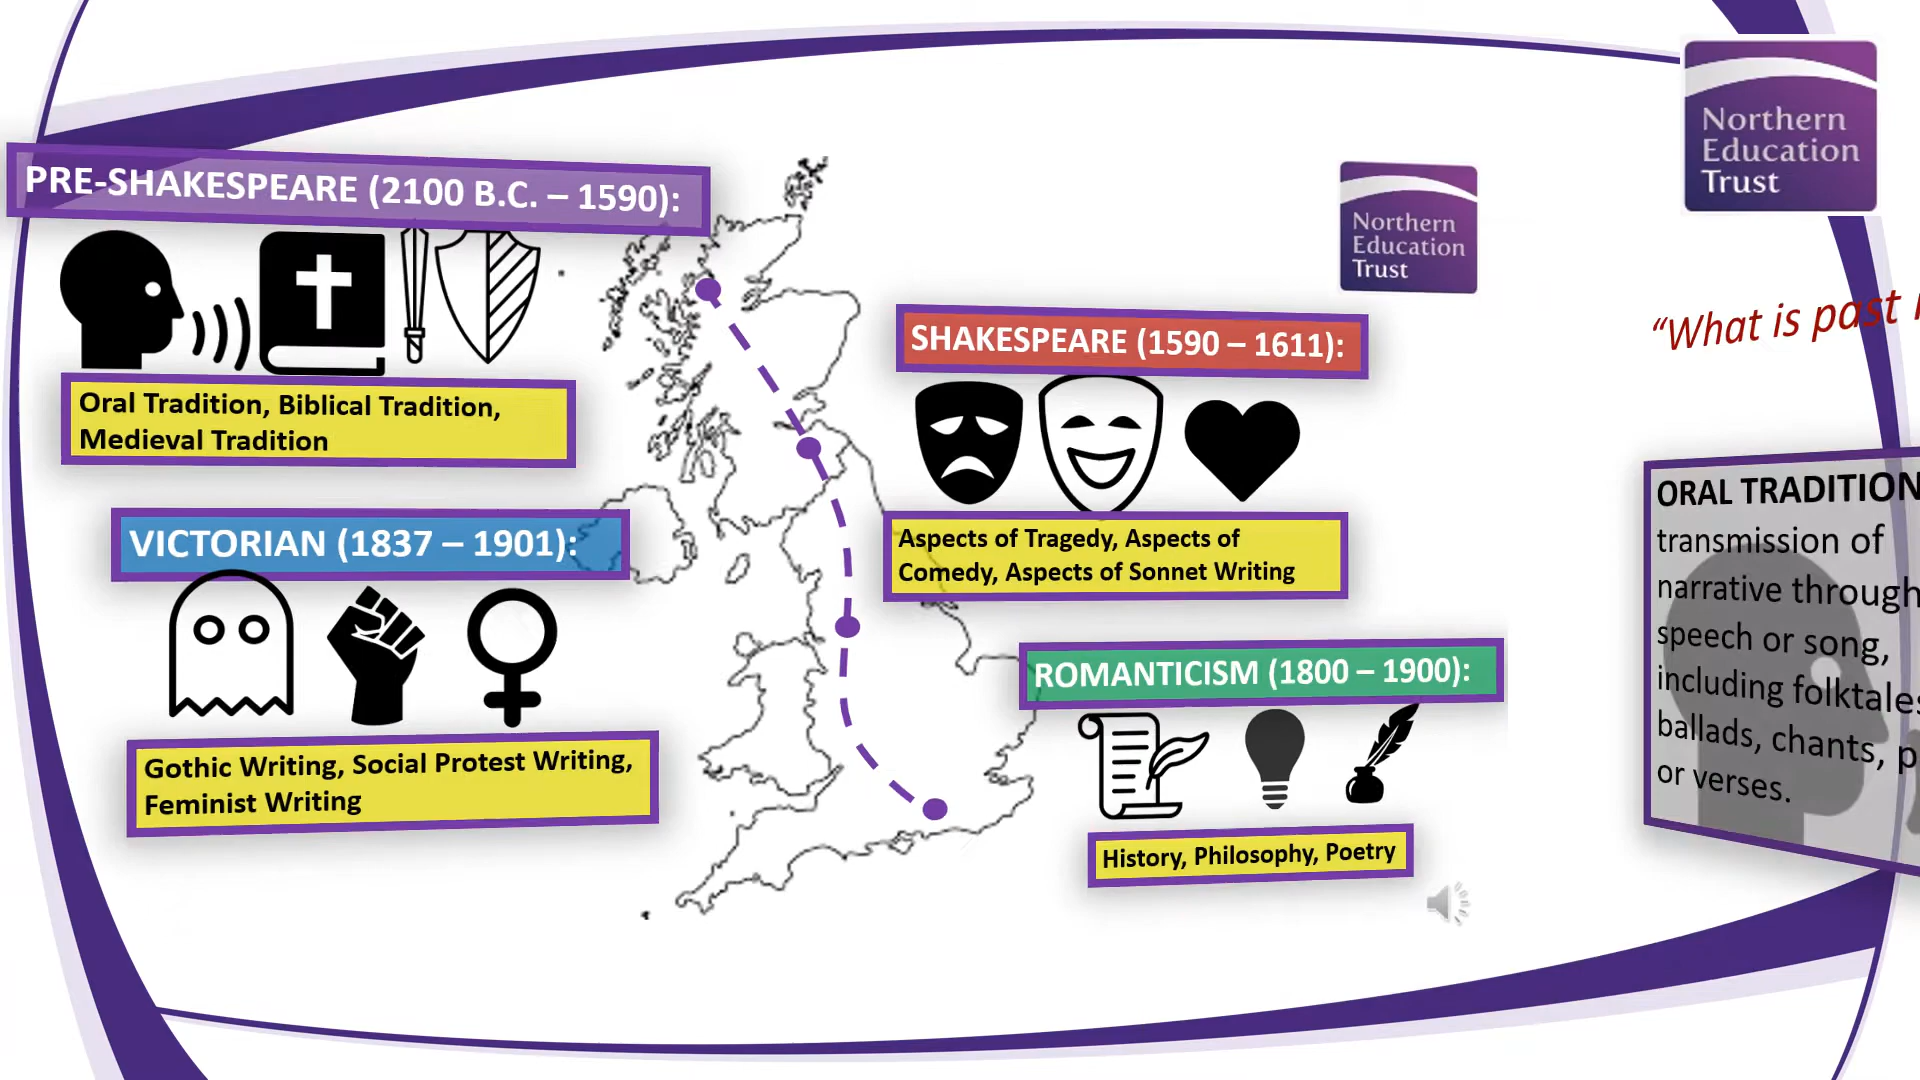 PRE-SHAKESPEARE (2100 B.C. – 1590):
Oral Tradition, Biblical Tradition,
Medieval Tradition
VICTORIAN (1837 – 1901):
Gothic Writing, Social Protest Writing,
Feminist Writing
SHAKESPEARE (1590 – 1611):
Aspects of Tragedy, Aspects of
Comedy, Aspects of Sonnet Writing
ROMANTICISM (1800 – 1900):
History, Philosophy, Poetry
Northern
Education
Trust
Northern
Education
Trust
“What is past
ORAL TRADITION
transmission of
narrative through
speech or song,
including folktales
ballads, chants,
or verses.